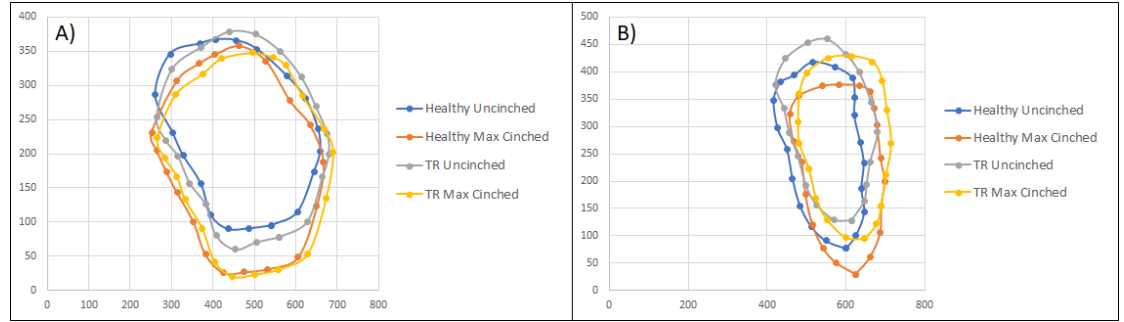 A)
400
350
300
250
200
150
100
50
0
0 100 200 300 400 500 600 700 800
Healthy Uncinched
Healthy Max Cinched
TR Uncinched
TR Max Cinched
B)
500
450
400
350
300
250
200
150
100
50
0
0 200 400 600 800
Healthy Uncinched
Healthy Max Cinched
TR Uncinched
TR Max Cinched